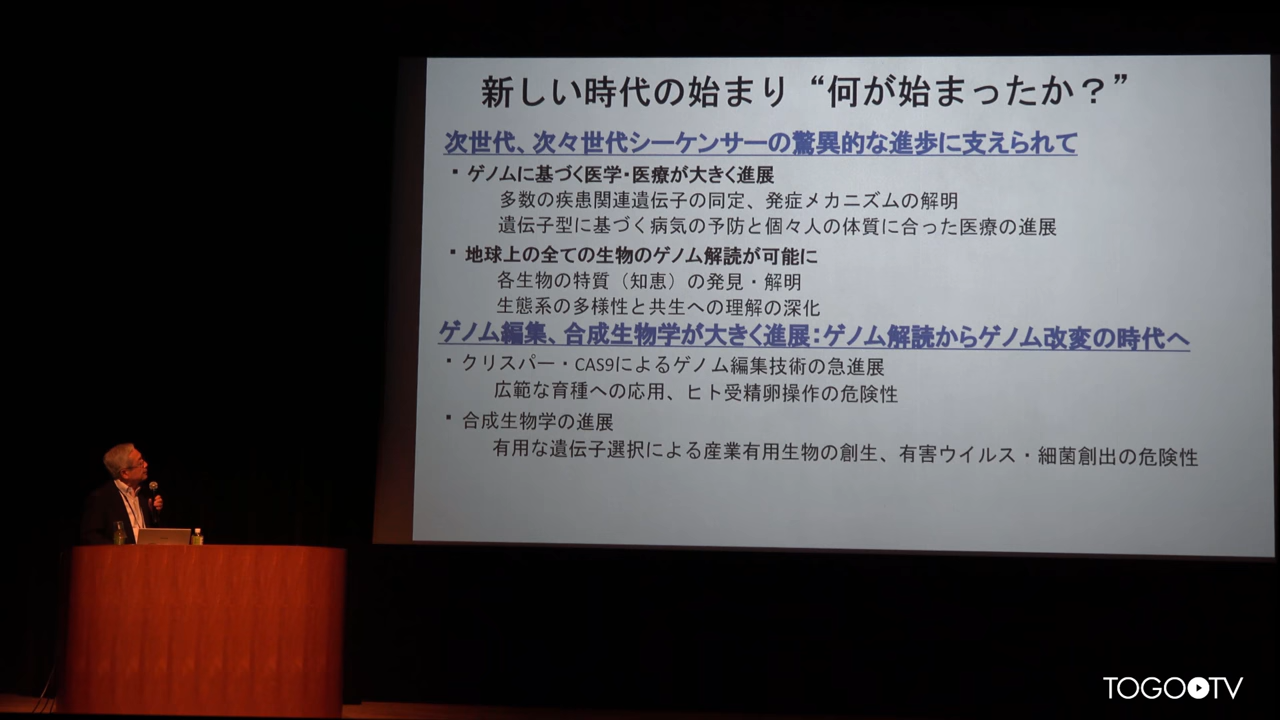 新しい時代の始まり “何が始まったか？”
次世代、次々世代シーケンサーの驚異的な進歩に支えられて
・ゲノムに基づく医学・医療が大きく進展
多数の疾患関連遺伝子の同定、発症メカニズムの解明
遺伝子型に基づく病気の予防と個々人の体質に合った医療の進展
・地球上の全ての生物のゲノム解読が可能に
各生物の特質（知恵）の発見・解明
生態系の多様性と共生への理解の深化
ゲノム編集、合成生物学が大きく進展：ゲノム解読からゲノム改変の時代へ
・クリスパー・CAS9によるゲノム編集技術の急進展
広範な育種への応用、ヒト受精卵操作の危険性
・合成生物学の進展
有用な遺伝子選択による産業有用生物の創生、有害ウイルス・細菌創出の危険性
TOGO TV